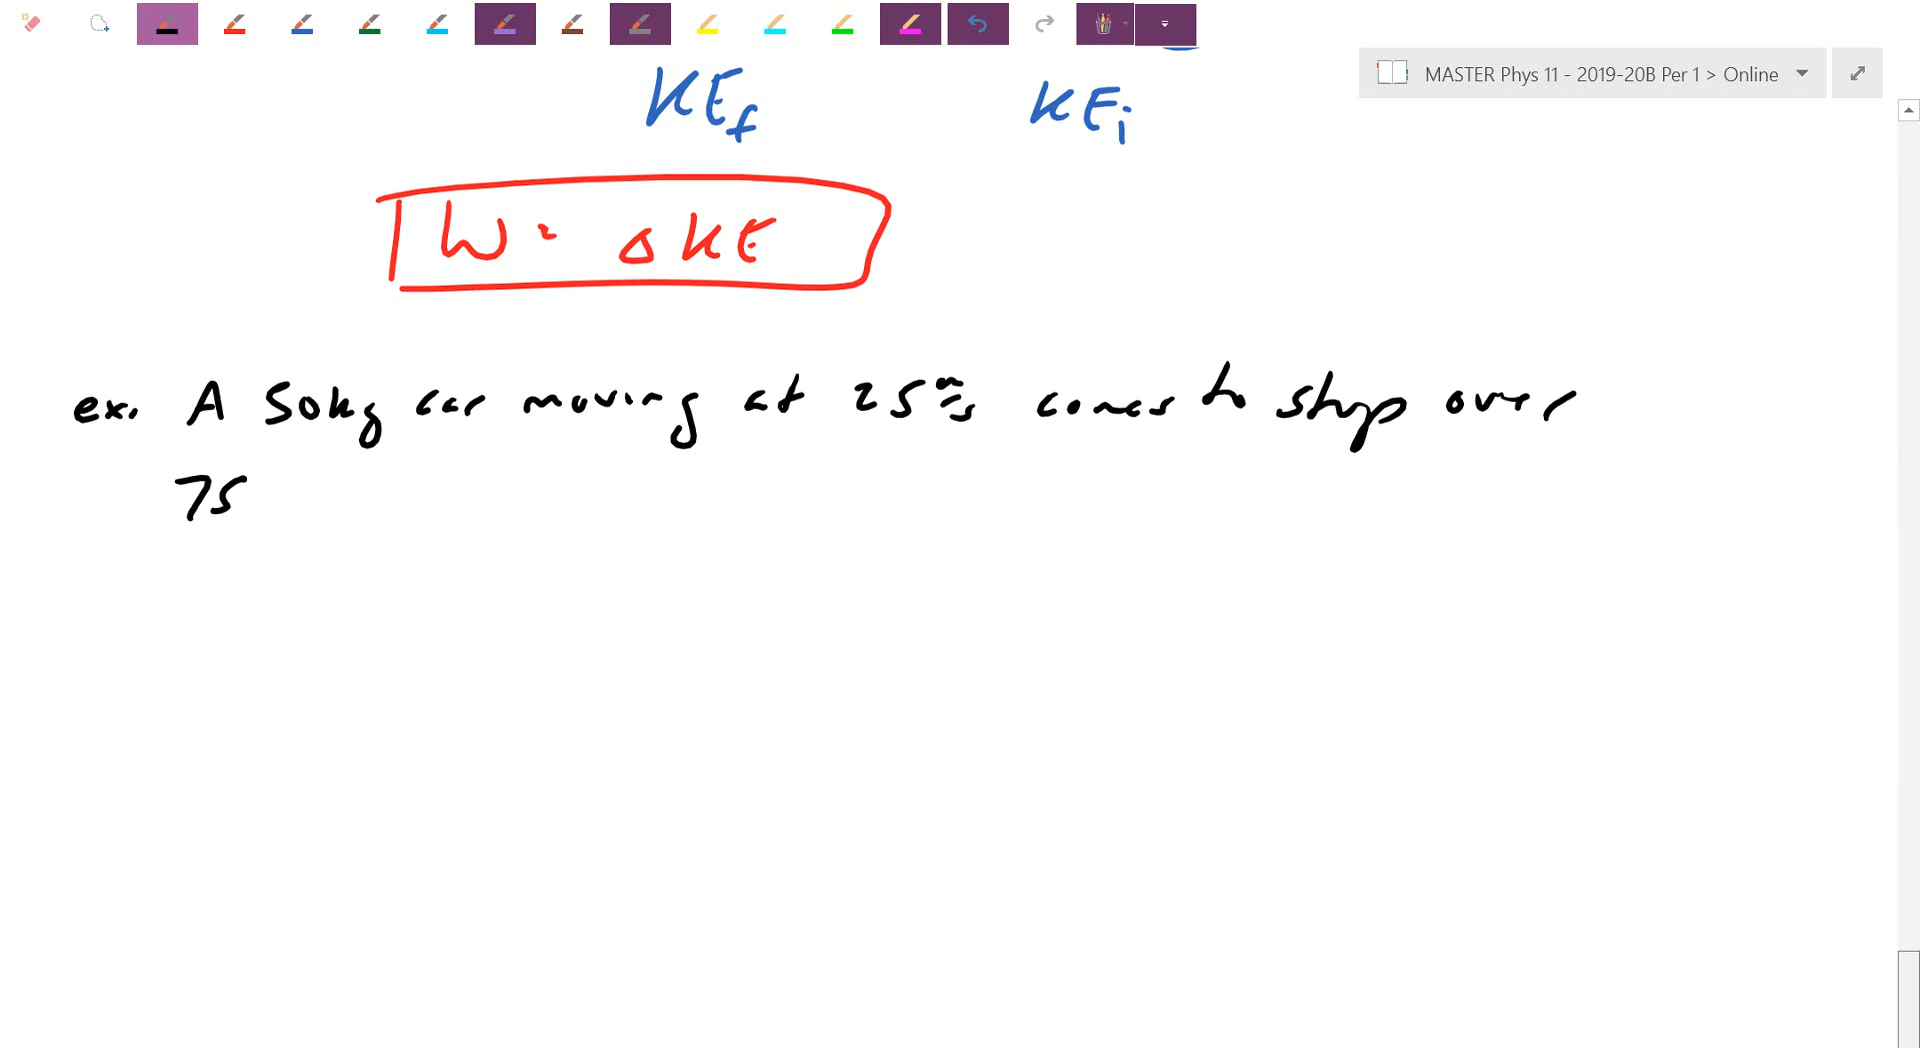 MASTER Phys 11 - 2019-20B Per 1 > Online
KEf KEi
W = ΔKE
ex. A 50kg car moving at 25 m/s comes to stop over
75